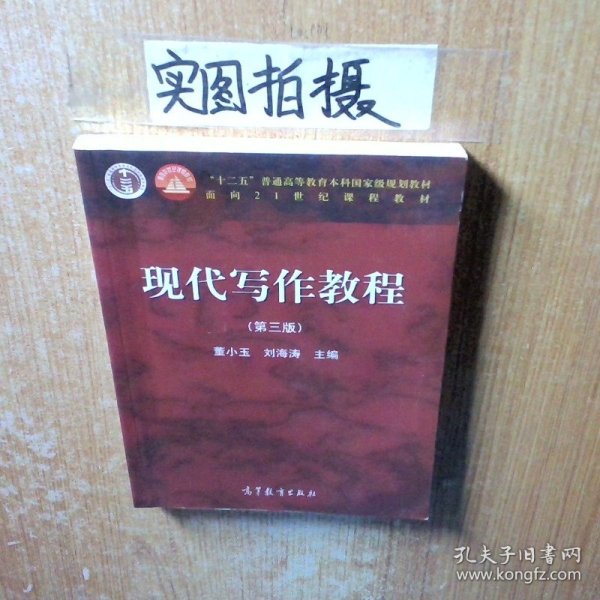 实图拍摄
"十二五"普通高等教育本科国家级规划教材
面向21世纪课程教材
现代写作教程
(第三版)
董小玉 刘海涛 主编
高等教育出版社
孔夫子旧书网
www.kongfz.com